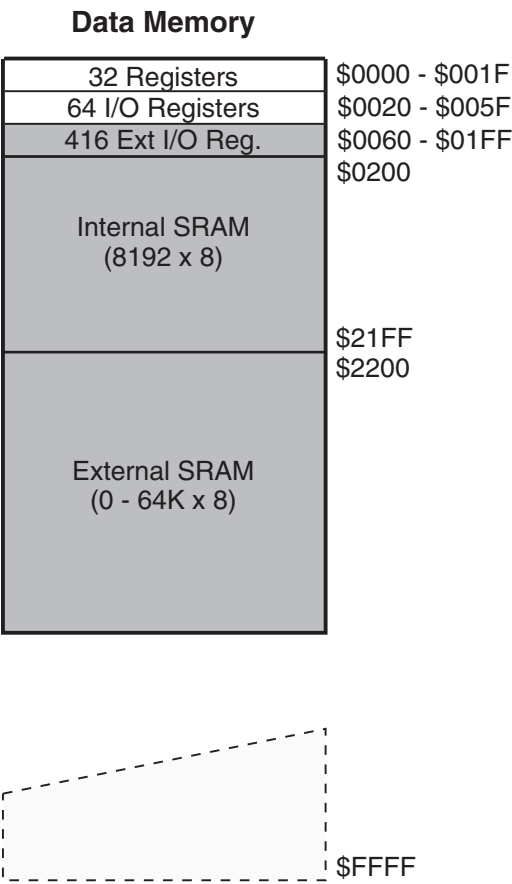 Data Memory
32 Registers
$0000 - $001F
64 I/O Registers
$0020 - $005F
416 Ext I/O Reg.
$0060 - $01FF
$0200
Internal SRAM
(8192 x 8)
$21FF
$2200
External SRAM
(0 - 64K x 8)
$FFFF